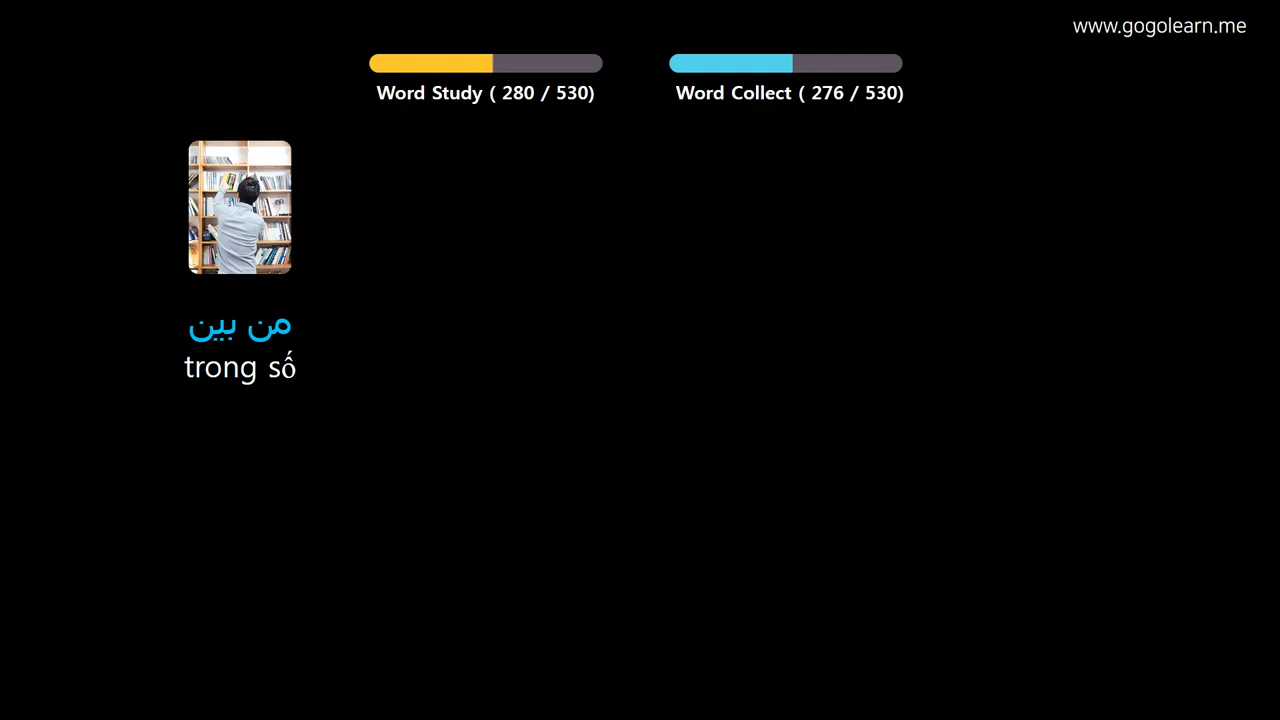 www.gogolearn.me
Word Study ( 280 / 530)
Word Collect ( 276 / 530)
من بين
trong số